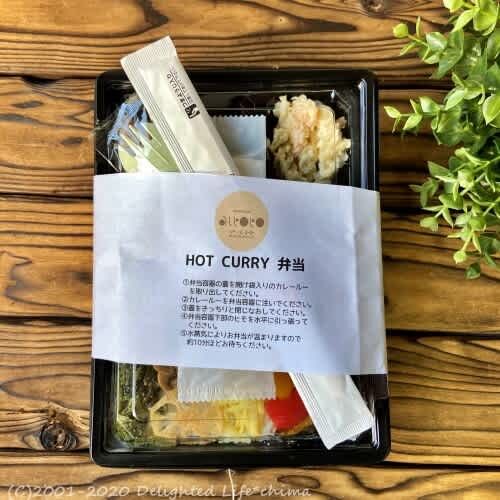 HOT CURRY 弁当
①弁当容器の蓋を開け袋入りのカレールー
を取り出してください。
②カレールーを弁当容器に注いでください。
③蓋をきっちりと閉じなおしてください。
④弁当容器下部のヒモを水平に引っ張って
ください。
⑤水蒸気によりお弁当が温まりますので
約10分ほどお待ちください。
(C)2001-2020 Delighted Life*chima